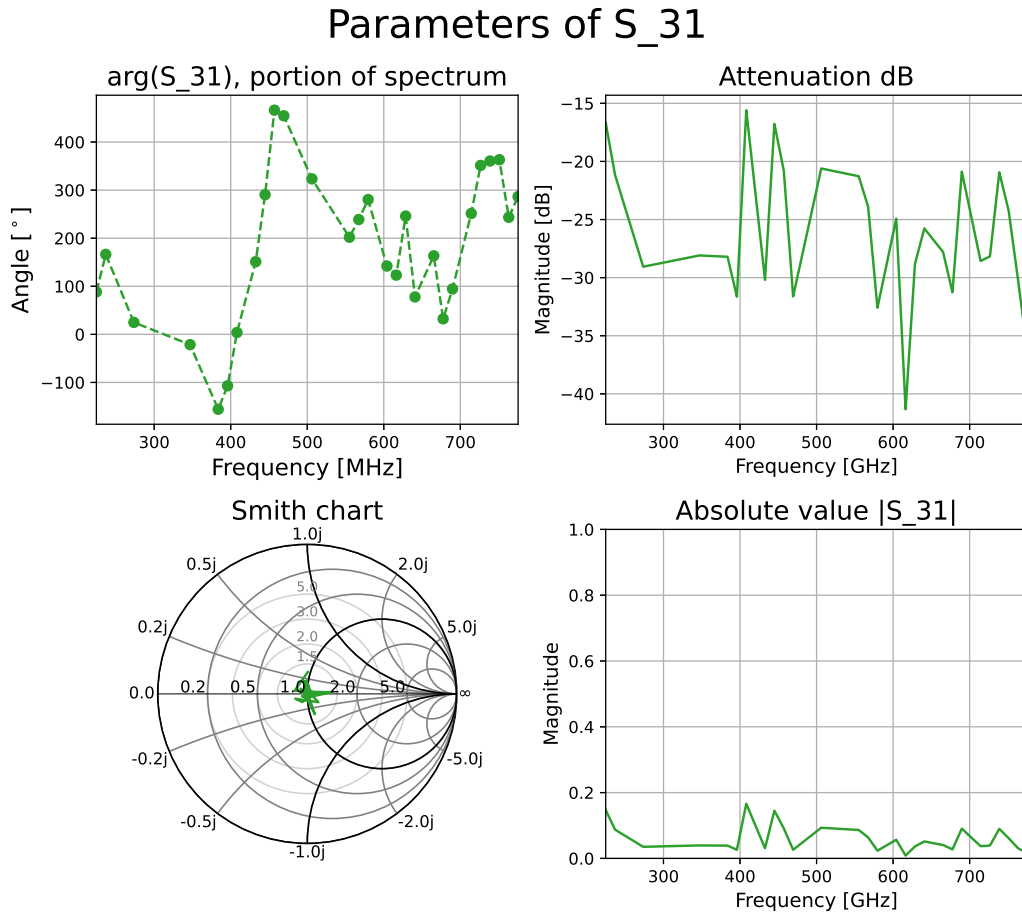 Parameters of S_31
arg(S_31), portion of spectrum
400
300
200
100
0
−100
300 400 500 600 700
Angle [ ° ]
Frequency [MHz]
Attenuation dB
−15
−20
−25
−30
−35
−40
300 400 500 600 700
Magnitude [dB]
Frequency [GHz]
Smith chart
1.0j
0.5j 2.0j
5.0
3.0
0.2j 2.0 5.0j
1.5
0.0 0.2 0.5 1.0 2.0 5.0 ∞
-0.2j -5.0j
-0.5j -2.0j
-1.0j
Absolute value |S_31|
1.0
0.8
0.6
0.4
0.2
0.0
300 400 500 600 700
Magnitude
Frequency [GHz]